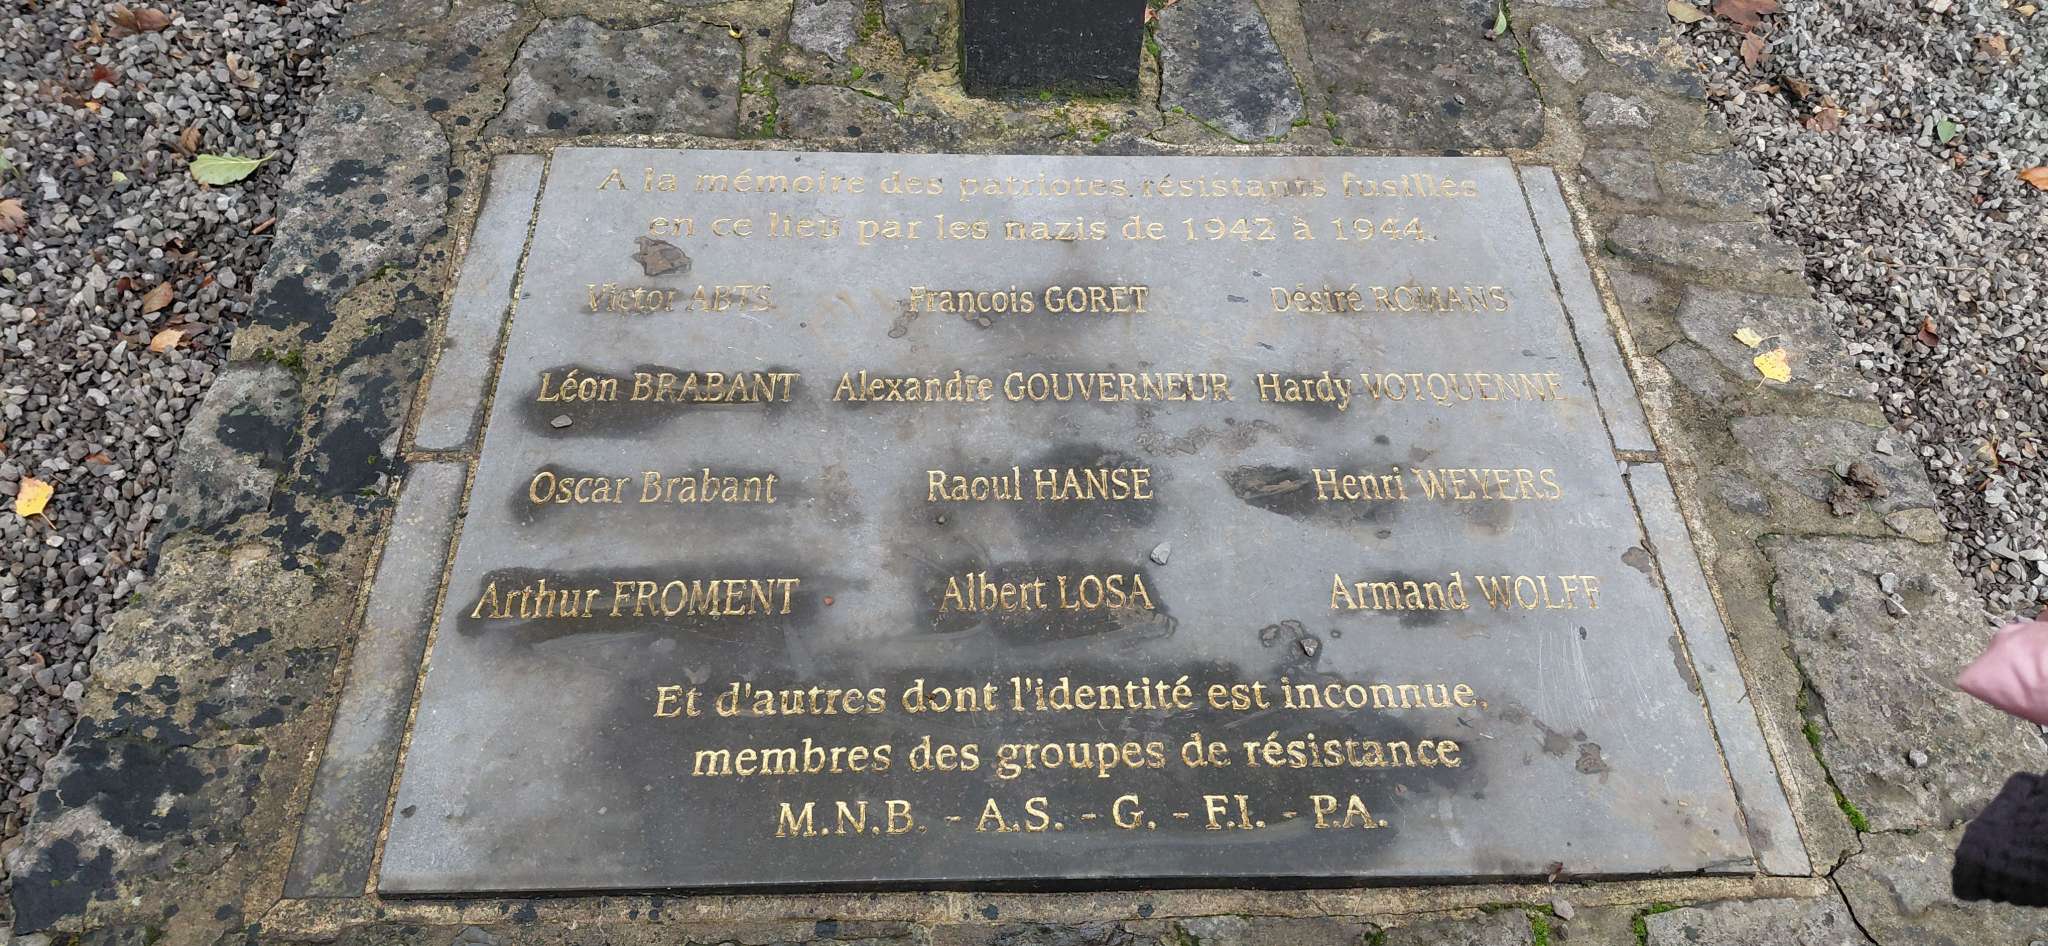 A la mémoire des patriotes résistants fusillés
en ce lieu par les nazis de 1942 à 1944.
Victor ABTS Francois GORET Désiré ROMANS
Léon BRABANT Alexandre GOUVERNEUR Hardy VOTQUENNE
Oscar Brabant Raoul HANSE Henri WEYERS
Arthur FROMENT Albert LOSA Armand WOLFF
Et d'autres dont l'identité est inconnue,
membres des groupes de résistance
M.N.B. - A.S. - G. - F.I. - P.A.